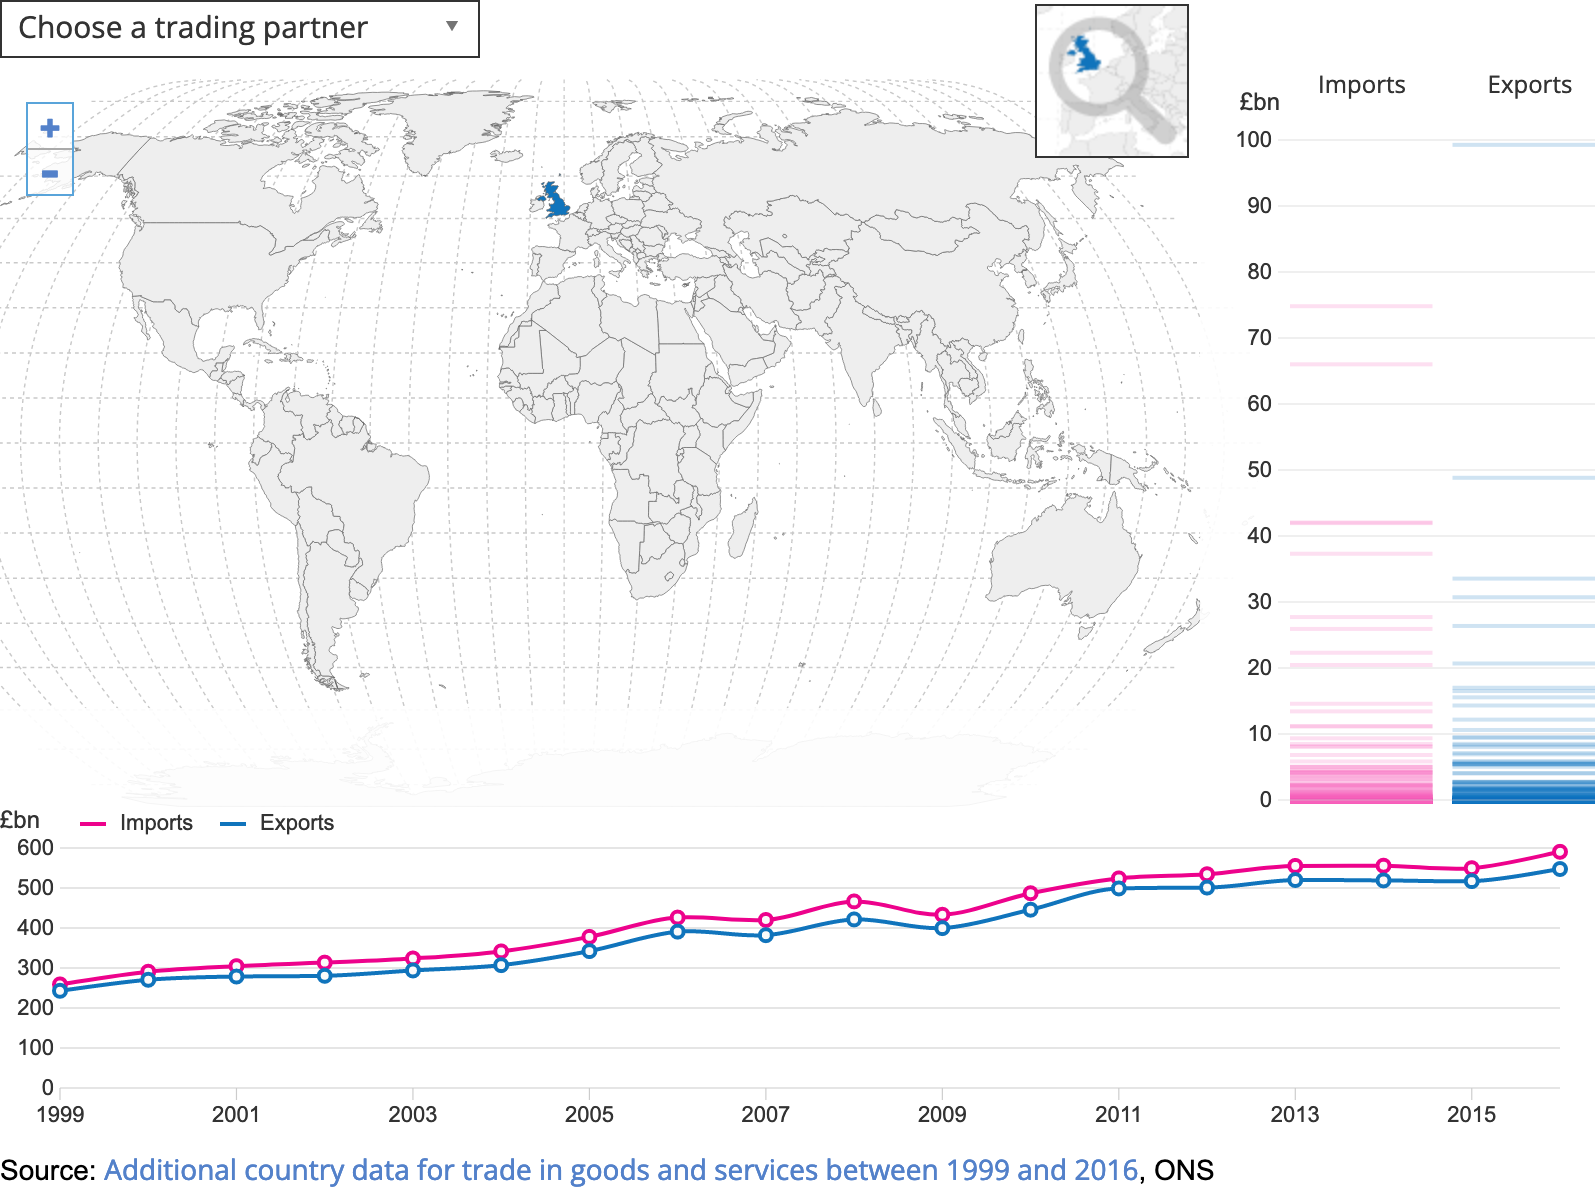 Choose a trading partner
+
−
Imports Exports
£bn
100
90
80
70
60
50
40
30
20
10
0
£bn
Imports Exports
600
500
400
300
200
100
0
1999 2001 2003 2005 2007 2009 2011 2013 2015
Source: Additional country data for trade in goods and services between 1999 and 2016, ONS